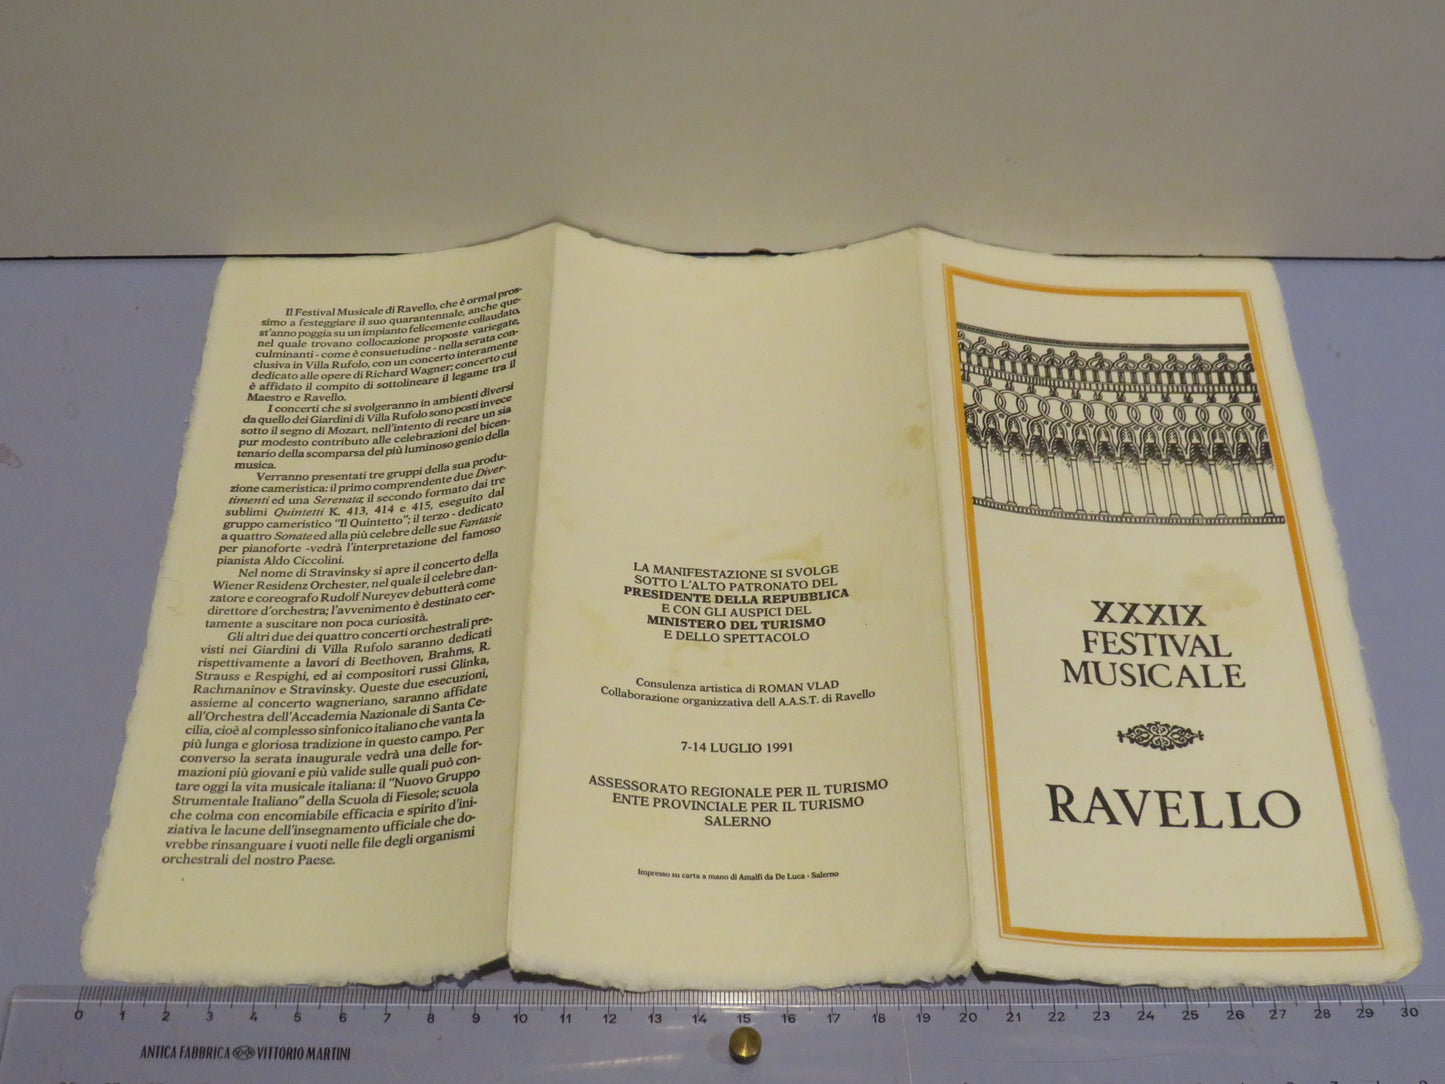 Il Festival Musicale di Ravello, che è ormai pros-
simo a festeggiare il suo quarantennale, anche que-
st'anno poggia su un impianto felicemente collaudato,
nel quale trovano collocazione proposte variegate,
culminanti - come è consuetudine - nella serata con-
clusiva in Villa Rufolo, con un concerto interamente
dedicato alle opere di Richard Wagner; concerto cui
è affidato il compito di sottolineare il legame tra il
Maestro e Ravello.
I concerti che si svolgeranno in ambienti diversi
da quello dei Giardini di Villa Rufolo sono posti invece
sotto il segno di Mozart, nell'intento di recare un sia
pur modesto contributo alle celebrazioni del bicen-
tenario della scomparsa del più luminoso genio della
musica.
Verranno presentati tre gruppi della sua produ-
zione cameristica: il primo comprendente due Diver-
timenti ed una Serenata; il secondo formato dai tre
sublimi Quintetti K. 413, 414 e 415, eseguito dal
gruppo cameristico "Il Quintetto"; il terzo - dedicato
a quattro Sonate ed alla più celebre delle sue Fantasie
per pianoforte -vedrà l'interpretazione del famoso
pianista Aldo Ciccolini.
Nel nome di Stravinsky si apre il concerto della
Wiener Residenz Orchester, nel quale il celebre dan-
zatore e coreografo Rudolf Nureyev debutterà come
direttore d'orchestra; l'avvenimento è destinato cer-
tamente a suscitare non poca curiosità.
Gli altri due dei quattro concerti orchestrali pre-
visti nei Giardini di Villa Rufolo saranno dedicati
rispettivamente a lavori di Beethoven, Brahms, R.
Strauss e Respighi, ed ai compositori russi Glinka,
Rachmaninov e Stravinsky. Queste due esecuzioni,
assieme al concerto wagneriano, saranno affidate
all'Orchestra dell'Accademia Nazionale di Santa Ce-
cilia, cioè al complesso sinfonico italiano che vanta la
più lunga e gloriosa tradizione in questo campo. Per
converso la serata inaugurale vedrà una delle for-
mazioni più giovani e più valide sulle quali può con-
tare oggi la vita musicale italiana: il "Nuovo Gruppo
Strumentale Italiano" della Scuola di Fiesole; scuola
che colma con encomiabile efficacia e spirito d'ini-
ziativa le lacune dell'insegnamento ufficiale che do-
vrebbe rinsanguare i vuoti nelle file degli organismi
orchestrali del nostro Paese.
LA MANIFESTAZIONE SI SVOLGE
SOTTO L'ALTO PATRONATO DEL
PRESIDENTE DELLA REPUBBLICA
E CON GLI AUSPICI DEL
MINISTERO DEL TURISMO
E DELLO SPETTACOLO
Consulenza artistica di ROMAN VLAD
Collaborazione organizzativa dell A.A.S.T. di Ravello
7-14 LUGLIO 1991
ASSESSORATO REGIONALE PER IL TURISMO
ENTE PROVINCIALE PER IL TURISMO
SALERNO
Impresso su carta a mano di Amalfi da De Luca - Salerno
XXXIX
FESTIVAL
MUSICALE
RAVELLO
0 1 2 3 4 5 6 7 8 9 10 11 12 13 14 15 16 17 18 19 20 21 22 23 24 25 26 27 28 29 30
ANTICA FABBRICA VITTORIO MARTINI